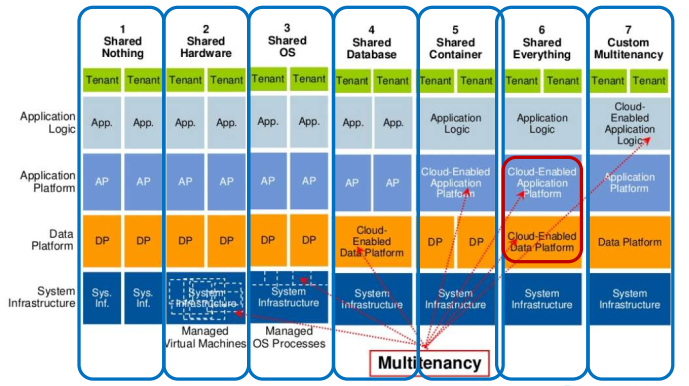 1 2 3 4 5 6 7
Shared Shared Shared Shared Shared Shared Custom
Nothing Hardware OS Database Container Everything Multitenancy
Tenant Tenant Tenant Tenant Tenant Tenant Tenant Tenant Tenant Tenant Tenant Tenant Tenant Tenant
Application
Logic
App. App. App. App. App. App. App. App.
Application
Logic
Application
Logic
Cloud-
Enabled
Application
Logic
Application
Platform
AP AP AP AP AP AP AP AP
Cloud-Enabled
Application
Platform
Cloud-Enabled
Application
Platform
Application
Platform
Data
Platform
DP DP DP DP DP DP
Cloud-
Enabled
Data Platform
DP DP
Cloud-Enabled
Data Platform
Data Platform
System
Infrastructure
Sys.
Inf.
Sys.
Inf.
System
Infrastructure
System
Infrastructure
System
Infrastructure
System
Infrastructure
System
Infrastructure
System
Infrastructure
Managed
Virtual Machines
Managed
OS Processes
Multitenancy